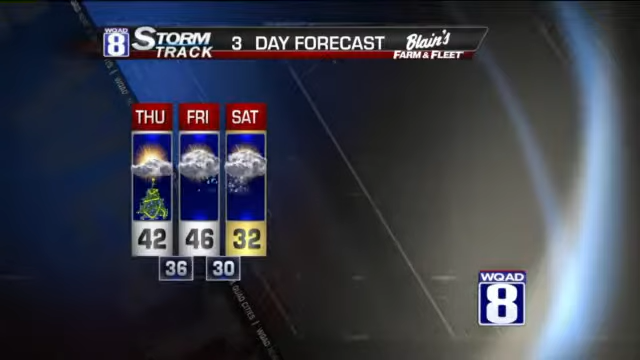 WQAD
8
STORM TRACK
3 DAY FORECAST
Blain's
FARM & FLEET
THU FRI SAT
42 46 32
36 30
WQAD
8